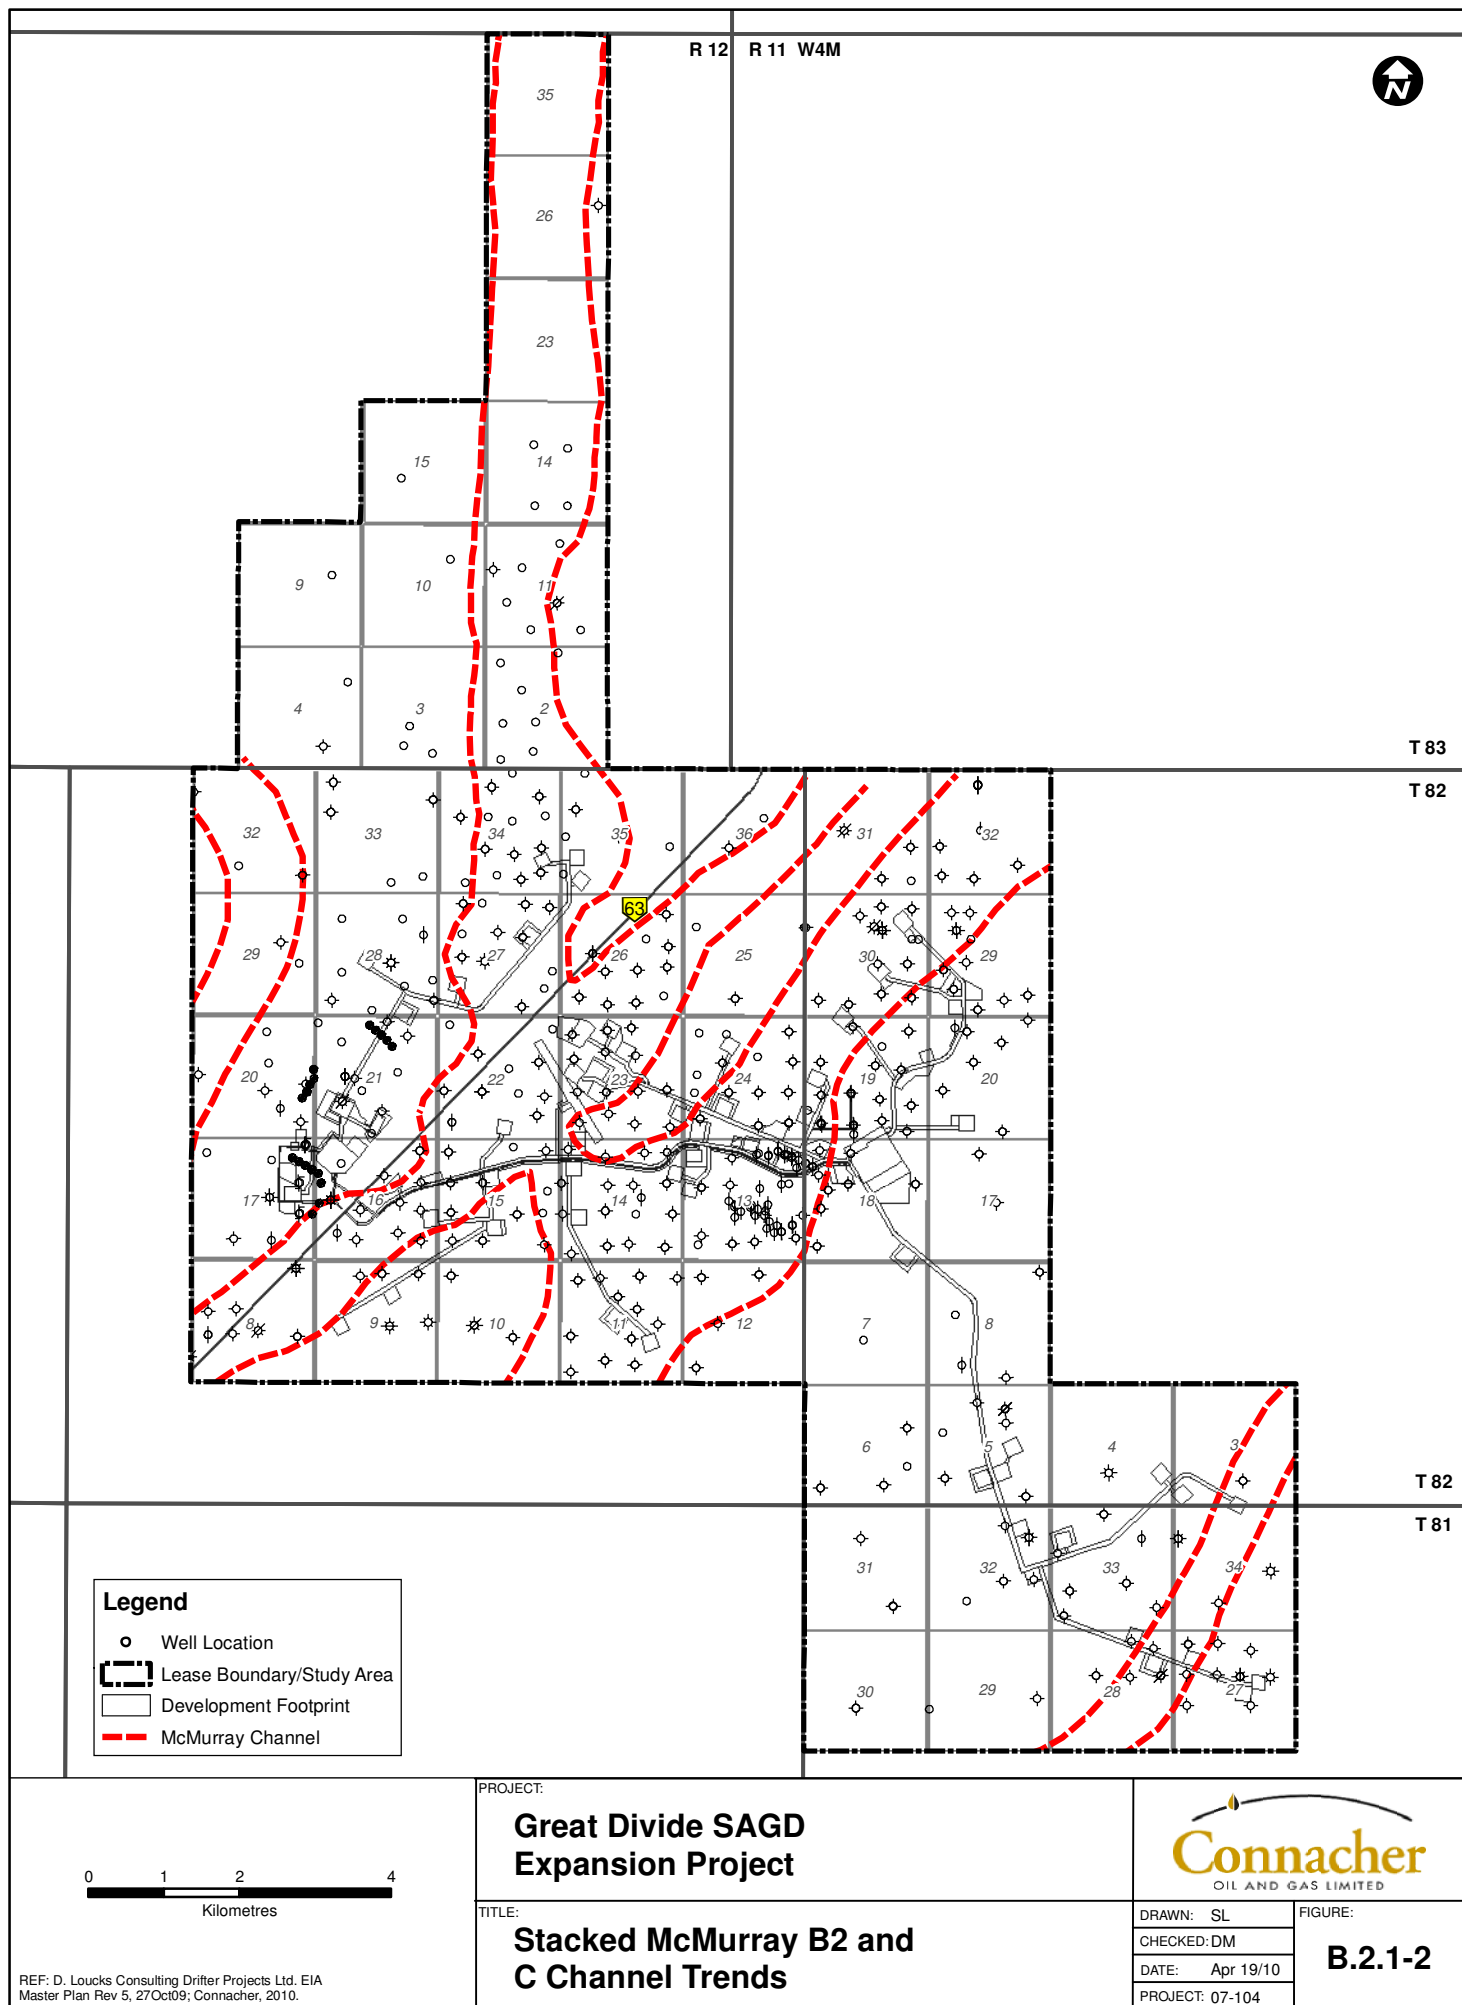 R 12 R 11 W4M
N
35
26
23
15 14
9 10 11
4 3 2
T 83
T 82
32 33 34 35 36 31 32
63
29 28 27 26 25 30 29
20 21 22 23 24 19 20
17 16 15 14 13 18 17
8 9 10 11 12 7 8
6 5 4 3
T 82
T 81
31 32 33 34
30 29 28 27
Legend
Well Location
Lease Boundary/Study Area
Development Footprint
McMurray Channel
0 1 2 4
Kilometres
REF: D. Loucks Consulting Drifter Projects Ltd. EIA
Master Plan Rev 5, 27Oct09; Connacher, 2010.
PROJECT:
Great Divide SAGD
Expansion Project
TITLE:
Stacked McMurray B2 and
C Channel Trends
Connacher
OIL AND GAS LIMITED
DRAWN: SL
CHECKED: DM
DATE: Apr 19/10
PROJECT: 07-104
FIGURE:
B.2.1-2